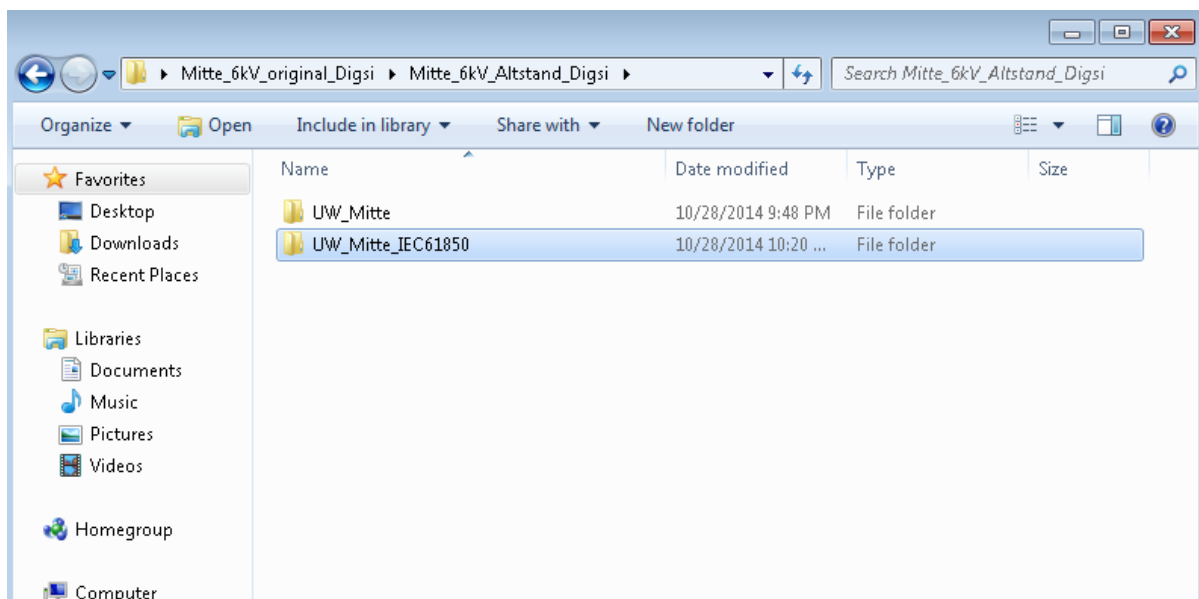 Mitte_6kV_original_Digsi Mitte_6kV_Altstand_Digsi Search Mitte_6kV_Altstand_Digsi
Organize Open Include in library Share with New folder
Name Date modified Type Size
Favorites
Desktop
Downloads
Recent Places
Libraries
Documents
Music
Pictures
Videos
Homegroup
Computer
UW_Mitte 10/28/2014 9:48 PM File folder
UW_Mitte_IEC61850 10/28/2014 10:20 ... File folder